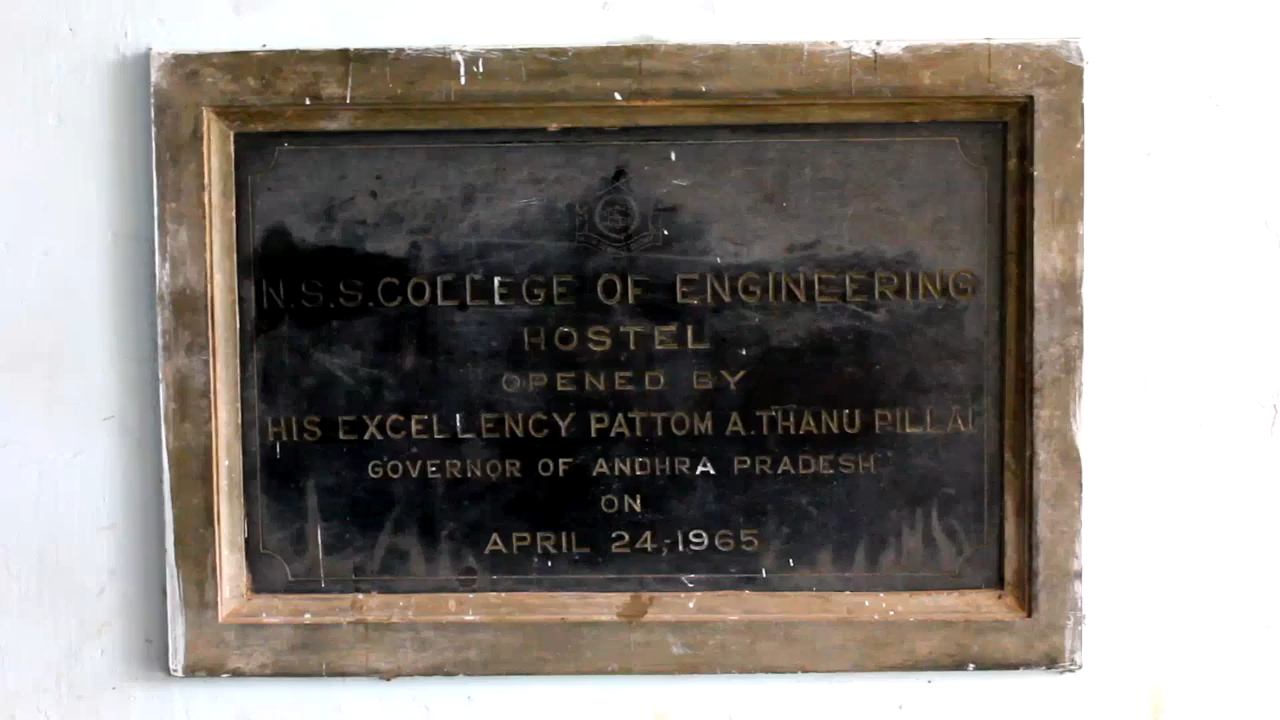 N.S.S.COLLEGE OF ENGINEERING
HOSTEL
OPENED BY
HIS EXCELLENCY PATTOM A.THANU PILLAI
GOVERNOR OF ANDHRA PRADESH
ON
APRIL 24,1965